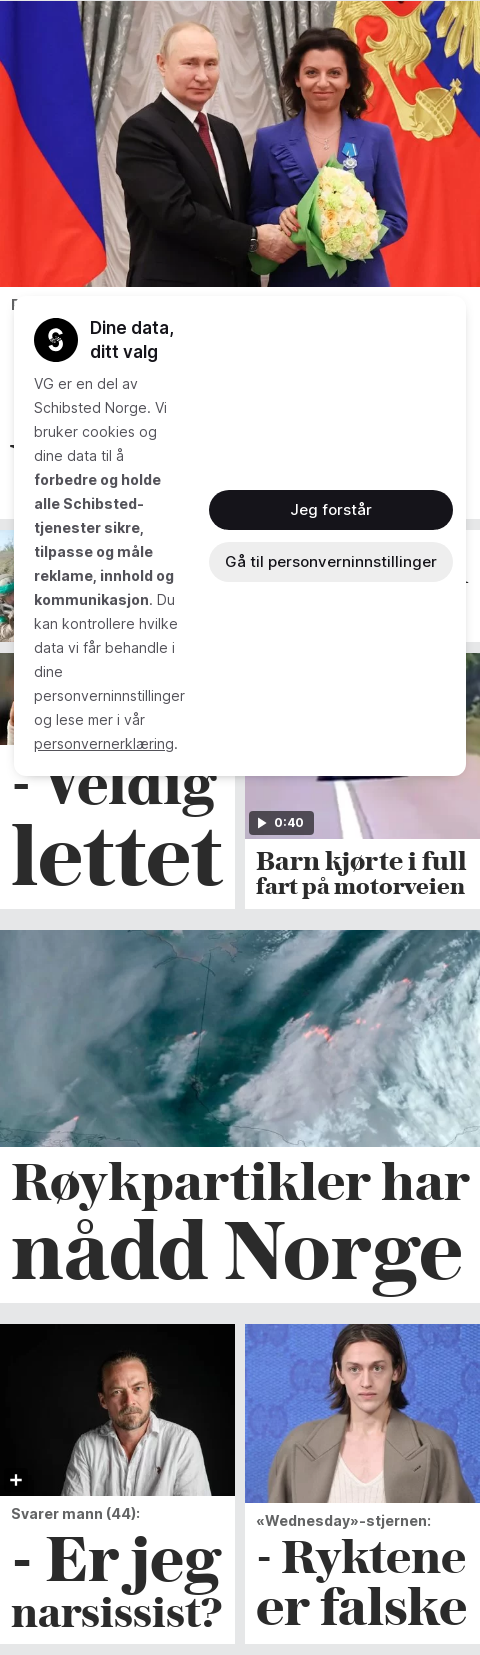 Dine data,
ditt valg
VG er en del av
Schibsted Norge. Vi
bruker cookies og
dine data til å
forbedre og holde
alle Schibsted-
tjenester sikre,
tilpasse og måle
reklame, innhold og
kommunikasjon. Du
kan kontrollere hvilke
data vi får behandle i
dine
personverninnstillinger
og lese mer i vår
personvernerklæring.
Jeg forstår
Gå til personverninnstillinger
- Veldig
lettet
0:40
Barn kjørte i full
fart på motorveien
Røykpartikler har
nådd Norge
Svarer mann (44):
- Er jeg
narsissist?
«Wednesday»-stjernen:
- Ryktene
er falske